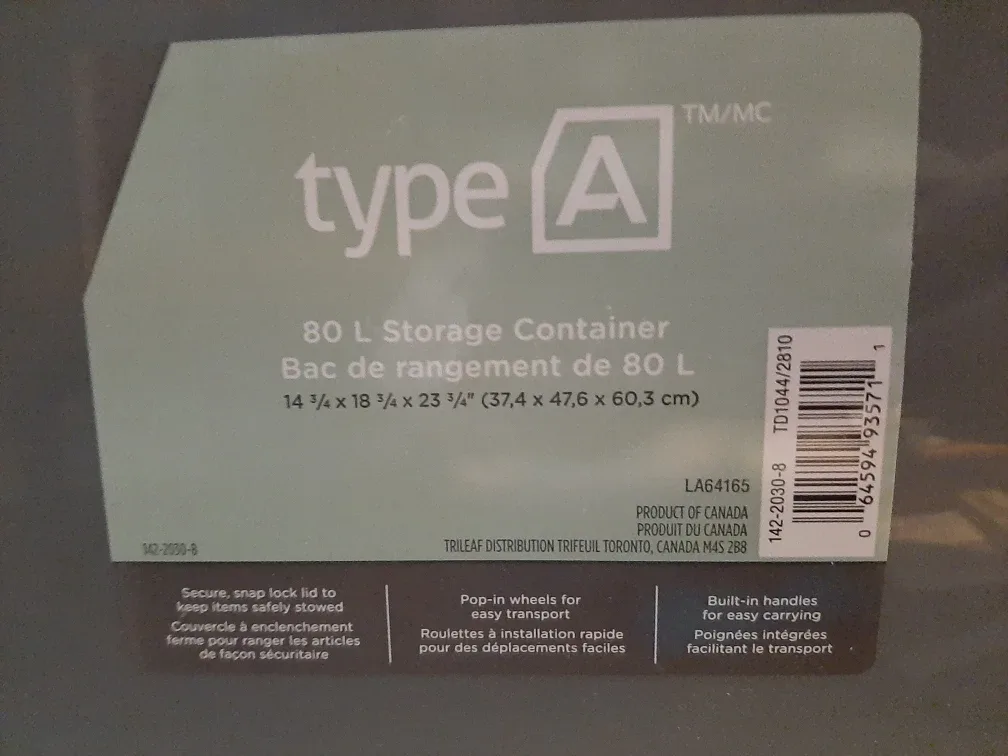 type A TM/MC
80 L Storage Container
Bac de rangement de 80 L
14 ¾ x 18 ¾ x 23 ¾" (37,4 x 47,6 x 60,3 cm)
LA64165
PRODUCT OF CANADA
PRODUIT DU CANADA
TRILEAF DISTRIBUTION TRIFEUIL TORONTO, CANADA M4S 2B8
142-2030-8
142-2030-8 TD1044/2810
0 64594 93571 1
Secure, snap lock lid to
keep items safely stowed
Couvercle à enclenchement
ferme pour ranger les articles
de façon sécuritaire
Pop-in wheels for
easy transport
Roulettes à installation rapide
pour des déplacements faciles
Built-in handles
for easy carrying
Poignées intégrées
facilitant le transport